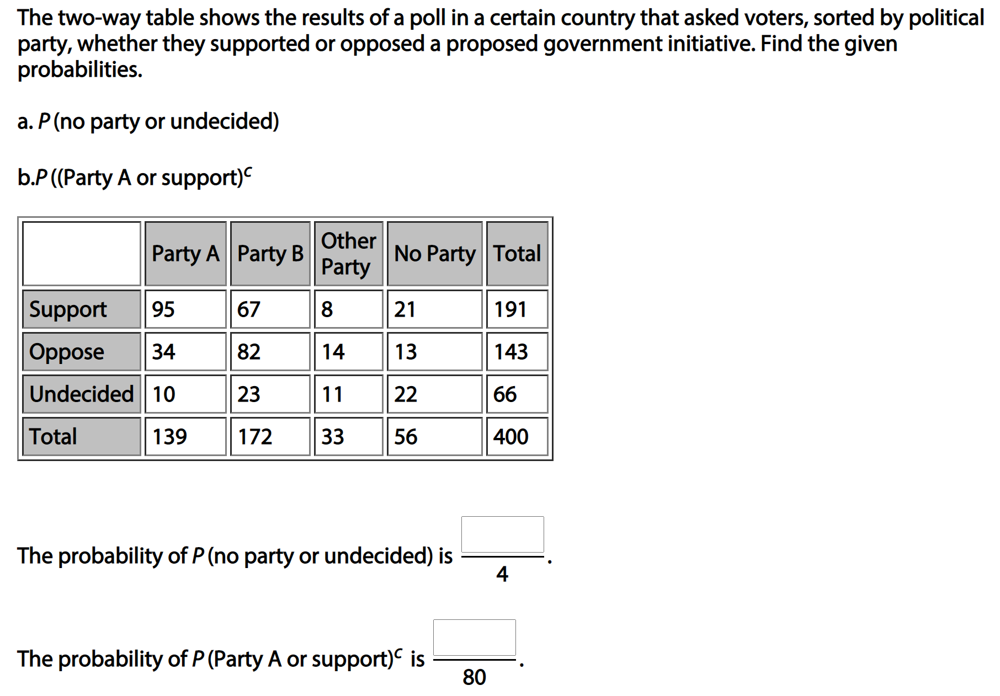 The two-way table shows the results of a poll in a certain country that asked voters, sorted by political
party, whether they supported or opposed a proposed government initiative. Find the given
probabilities.
a. P (no party or undecided)
b.P ((Party A or support)^C
Party A Party B Other Party No Party Total
Support 95 67 8 21 191
Oppose 34 82 14 13 143
Undecided 10 23 11 22 66
Total 139 172 33 56 400
The probability of P (no party or undecided) is
4
.
The probability of P (Party A or support)^C is
80
.